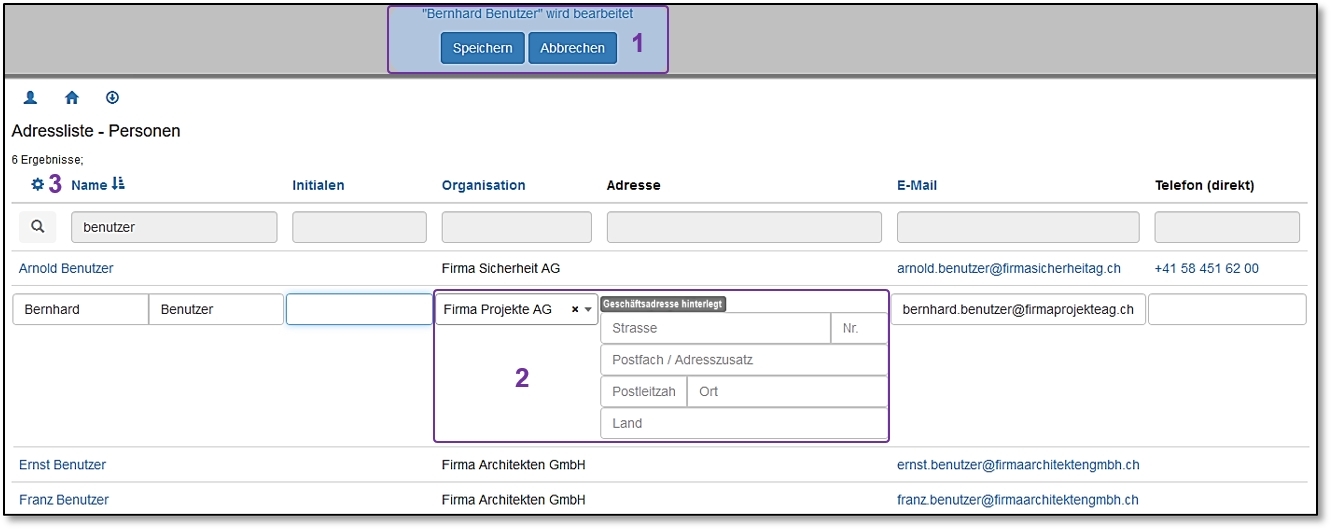 "Bernhard Benutzer" wird bearbeitet
Speichern Abbrechen 1
Adressliste - Personen
6 Ergebnisse;
3 Name Initialen Organisation Adresse E-Mail Telefon (direkt)
benutzer
Arnold Benutzer Firma Sicherheit AG arnold.benutzer@firmasicherheitag.ch +41 58 451 62 00
Geschäftsadresse hinterlegt
Bernhard Benutzer Firma Projekte AG × bernhard.benutzer@firmaprojekteag.ch
Strasse Nr.
Postfach / Adresszusatz
2
Postleitzah Ort
Land
Ernst Benutzer Firma Architekten GmbH ernst.benutzer@firmaarchitektengmbh.ch
Franz Benutzer Firma Architekten GmbH franz.benutzer@firmaarchitektengmbh.ch